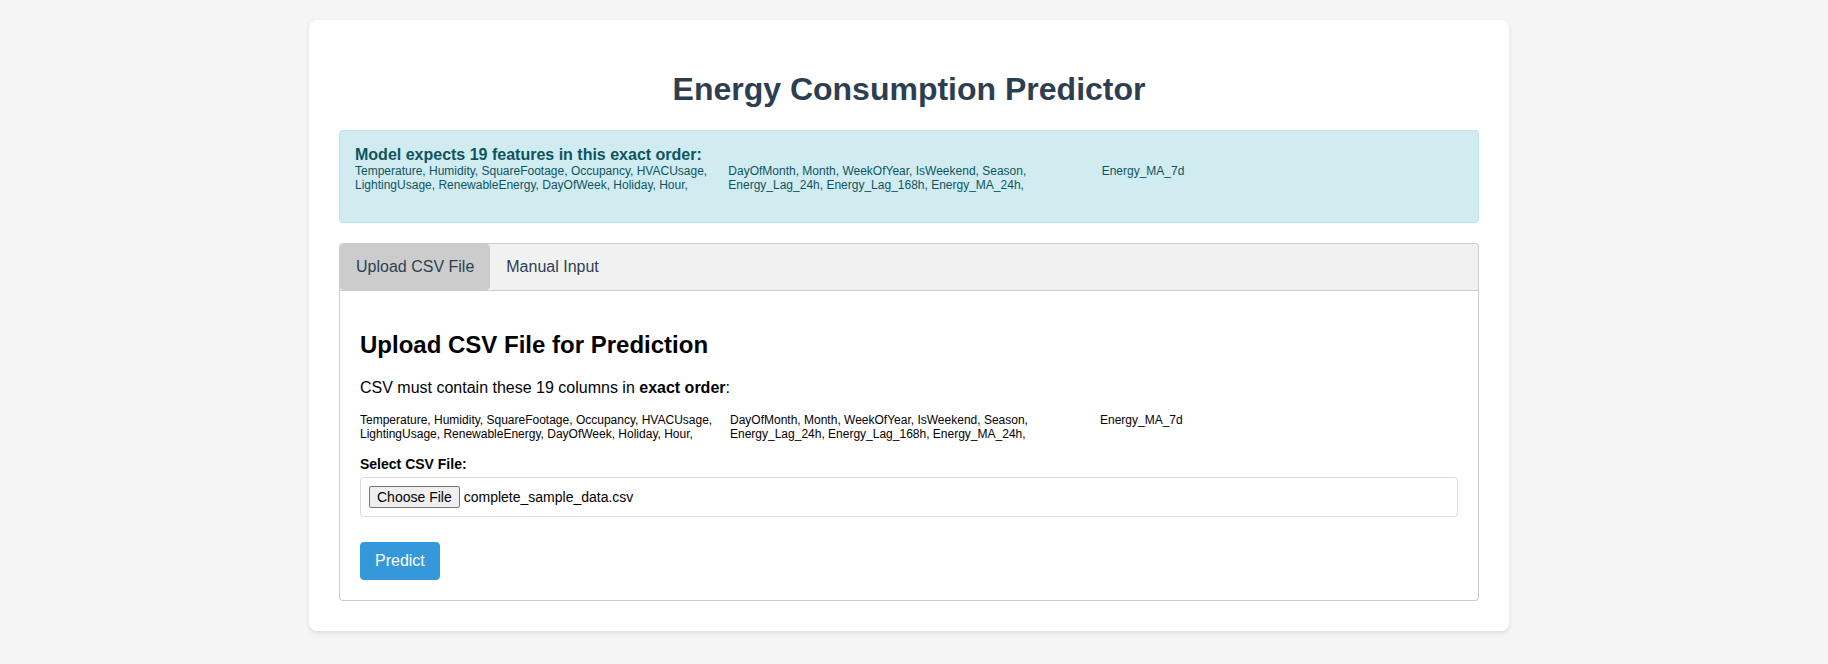 Energy Consumption Predictor
Model expects 19 features in this exact order:
Temperature, Humidity, SquareFootage, Occupancy, HVACUsage,
LightingUsage, RenewableEnergy, DayOfWeek, Holiday, Hour,
DayOfMonth, Month, WeekOfYear, IsWeekend, Season,
Energy_Lag_24h, Energy_Lag_168h, Energy_MA_24h,
Energy_MA_7d
Upload CSV File
Manual Input
Upload CSV File for Prediction
CSV must contain these 19 columns in exact order:
Temperature, Humidity, SquareFootage, Occupancy, HVACUsage,
LightingUsage, RenewableEnergy, DayOfWeek, Holiday, Hour,
DayOfMonth, Month, WeekOfYear, IsWeekend, Season,
Energy_Lag_24h, Energy_Lag_168h, Energy_MA_24h,
Energy_MA_7d
Select CSV File:
Choose File complete_sample_data.csv
Predict